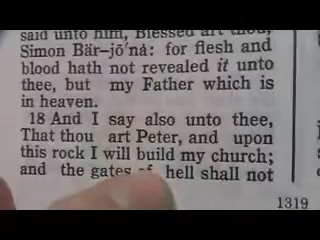 said unto him, Blessed art thou,
Simon Bär–jō′nȧ: for flesh and
blood hath not revealed it unto
thee, but my Father which is
in heaven.
18 And I say also unto thee,
That thou art Peter, and upon
this rock I will build my church;
and the gates of hell shall not
1319